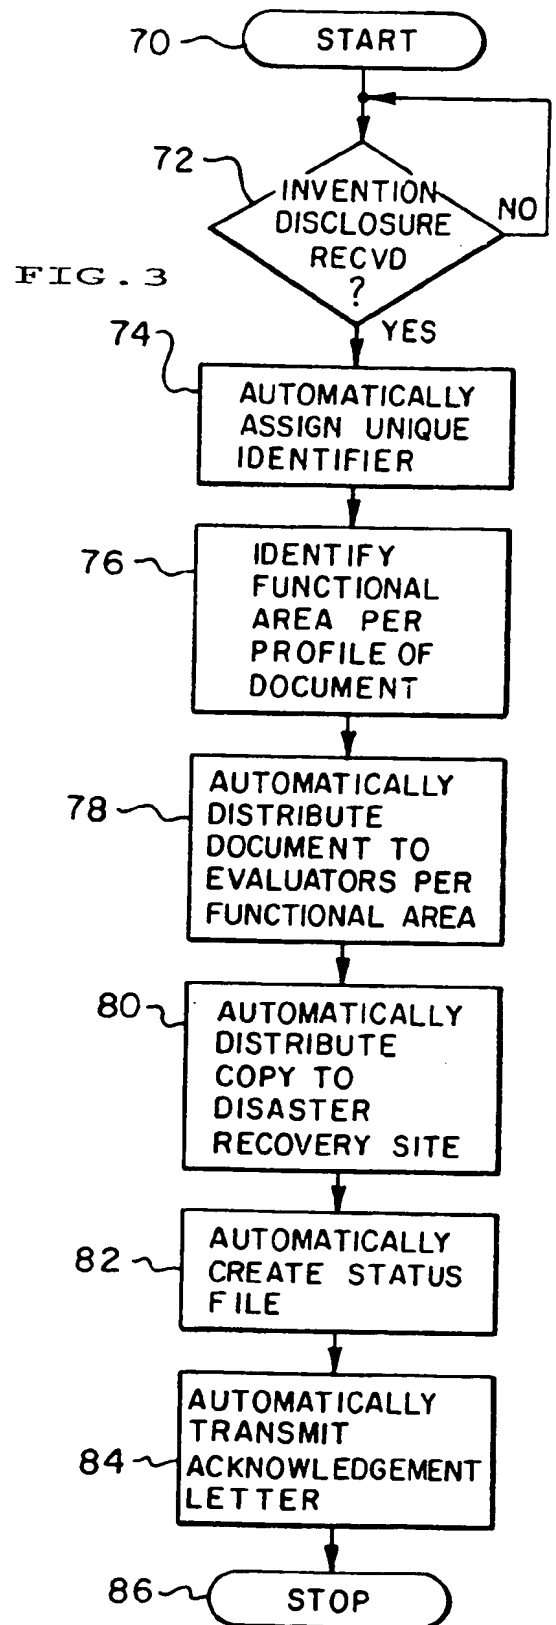 70
START
72
INVENTION
DISCLOSURE
RECVD
?
NO
FIG. 3
YES
74
AUTOMATICALLY
ASSIGN UNIQUE
IDENTIFIER
76
IDENTIFY
FUNCTIONAL
AREA PER
PROFILE OF
DOCUMENT
78
AUTOMATICALLY
DISTRIBUTE
DOCUMENT TO
EVALUATORS PER
FUNCTIONAL AREA
80
AUTOMATICALLY
DISTRIBUTE
COPY TO
DISASTER
RECOVERY SITE
82
AUTOMATICALLY
CREATE STATUS
FILE
84
AUTOMATICALLY
TRANSMIT
ACKNOWLEDGEMENT
LETTER
86
STOP